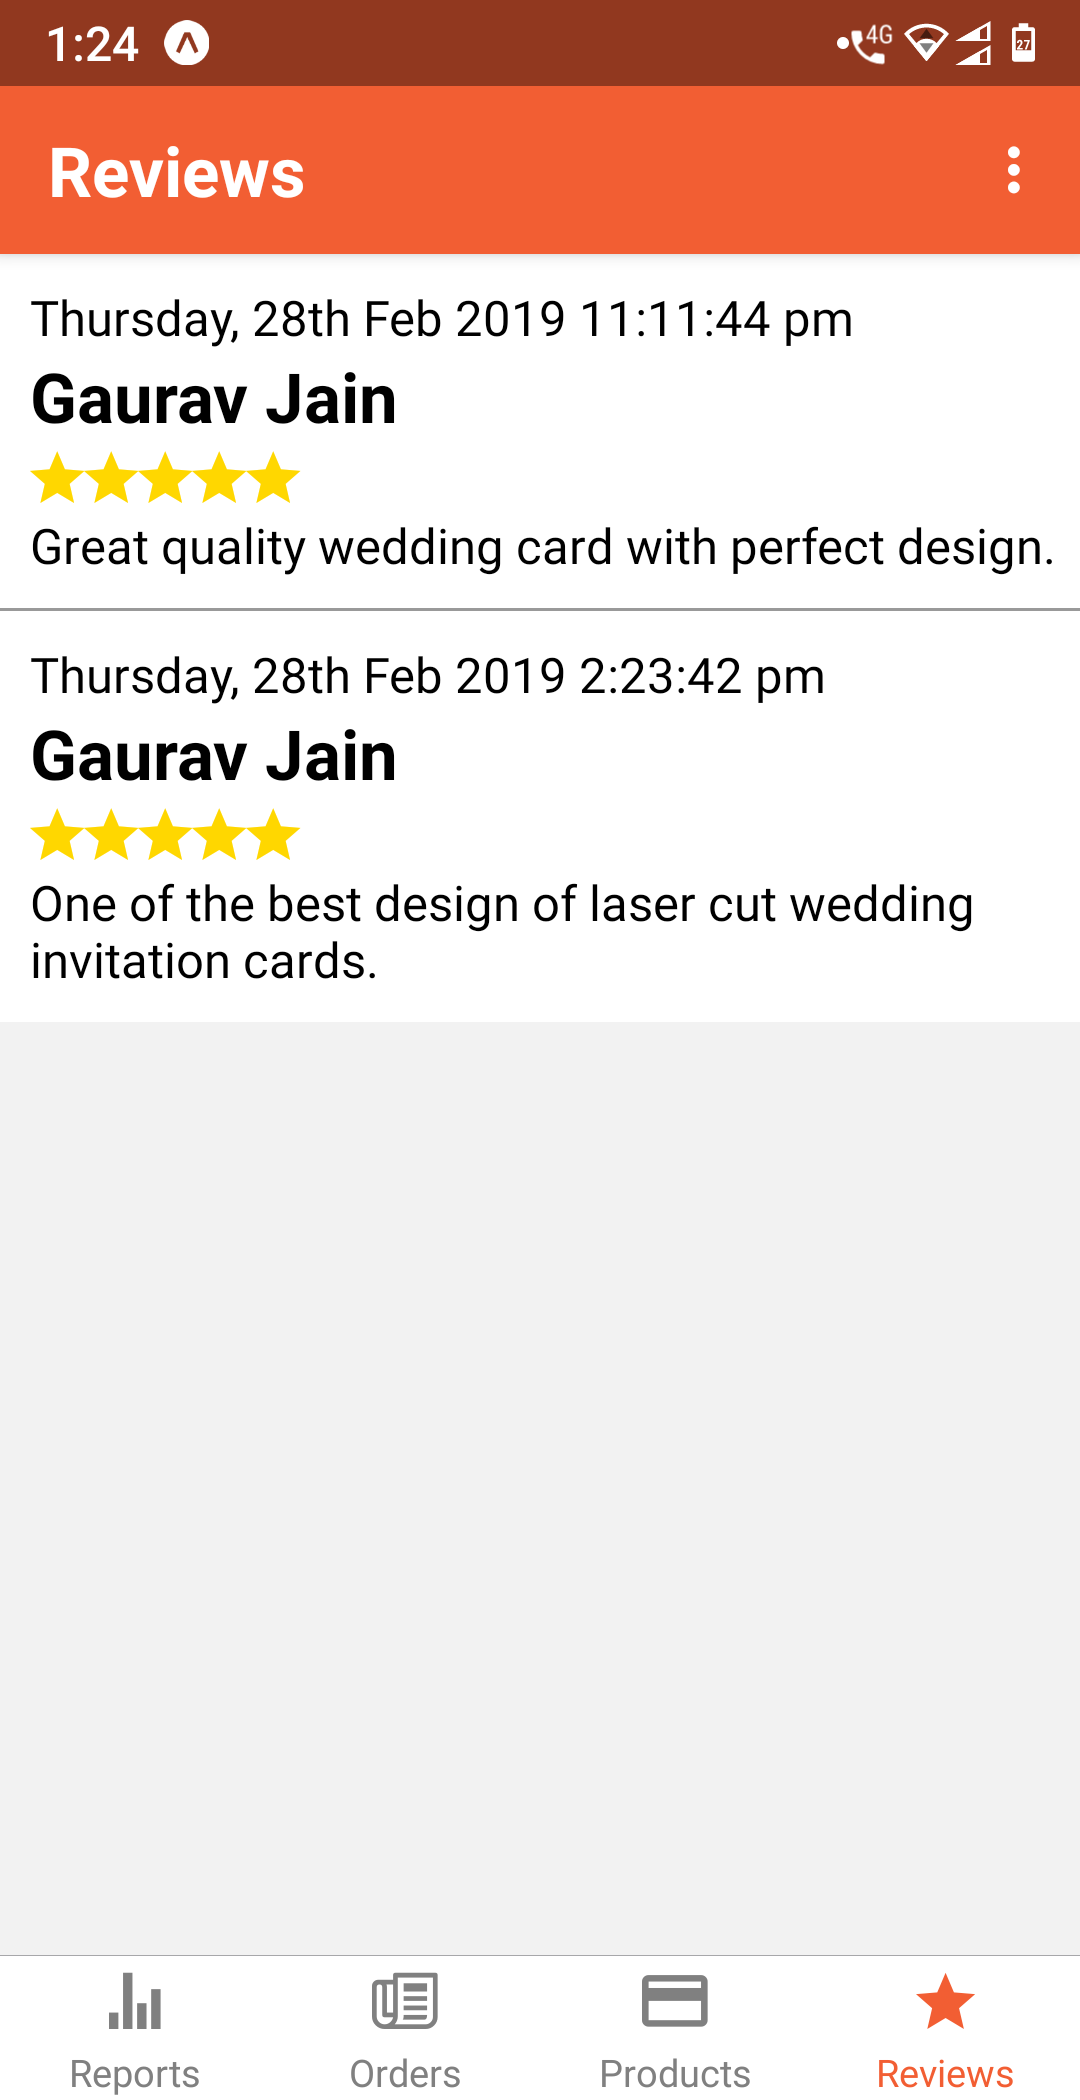 1:24
4G
27
Reviews
Thursday, 28th Feb 2019 11:11:44 pm
Gaurav Jain
Great quality wedding card with perfect design.
Thursday, 28th Feb 2019 2:23:42 pm
Gaurav Jain
One of the best design of laser cut wedding
invitation cards.
Reports
Orders
Products
Reviews